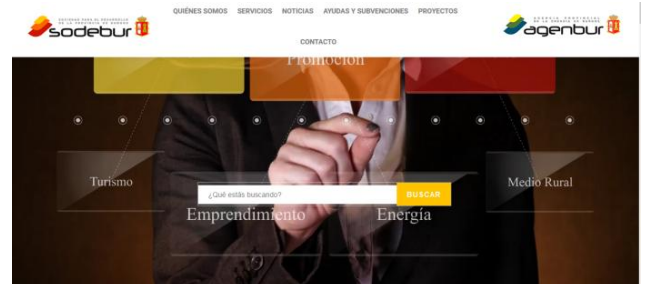 sodebur
QUIÉNES SOMOS SERVICIOS NOTICIAS AYUDAS Y SUBVENCIONES PROYECTOS
CONTACTO
agenbur
Promoción
Turismo
Medio Rural
¿Qué estás buscando?
BUSCAR
Emprendimiento
Energía